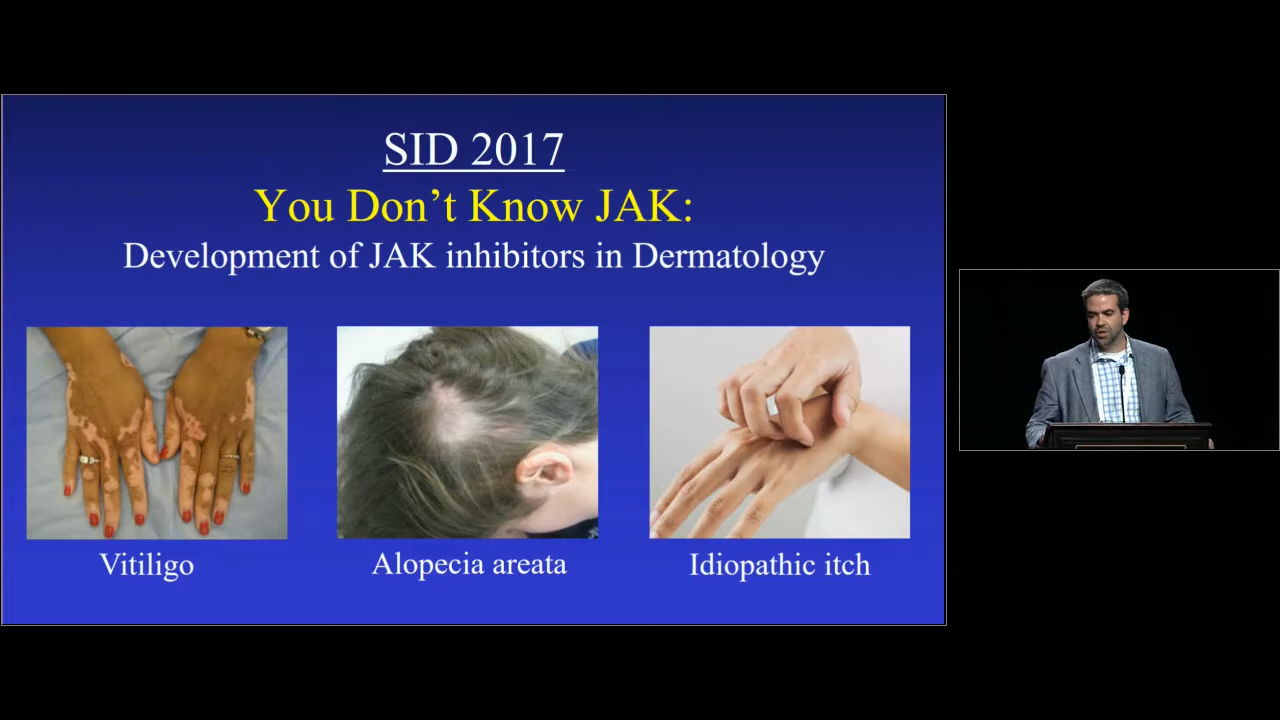 SID 2017
You Don't Know JAK:
Development of JAK inhibitors in Dermatology
Vitiligo
Alopecia areata
Idiopathic itch